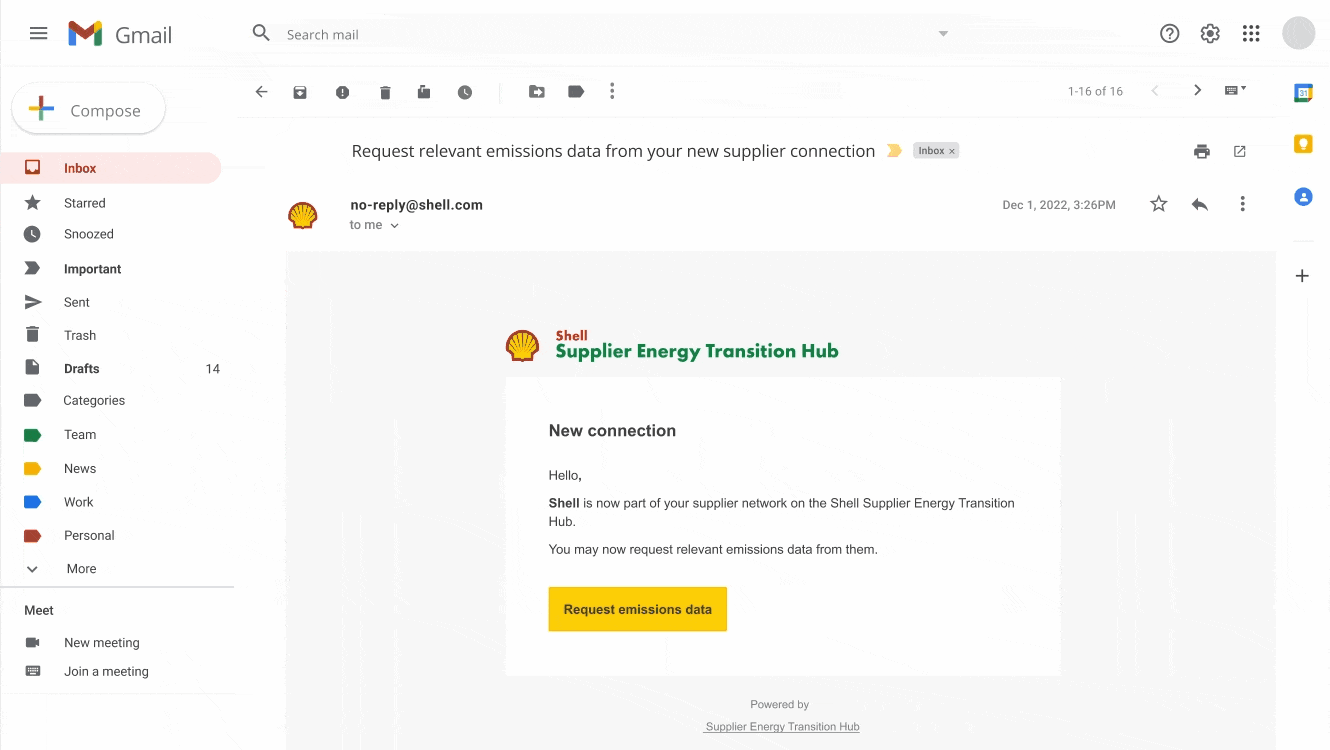 Gmail
Search mail
Compose
1-16 of 16
31
Inbox
Starred
Snoozed
Important
Sent
Trash
Drafts 14
Categories
Team
News
Work
Personal
More
Meet
New meeting
Join a meeting
Request relevant emissions data from your new supplier connection Inbox ×
no-reply@shell.com
Dec 1, 2022, 3:26PM
to me
Shell
Supplier Energy Transition Hub
New connection
Hello,
Shell is now part of your supplier network on the Shell Supplier Energy Transition
Hub.
You may now request relevant emissions data from them.
Request emissions data
Powered by
Supplier Energy Transition Hub